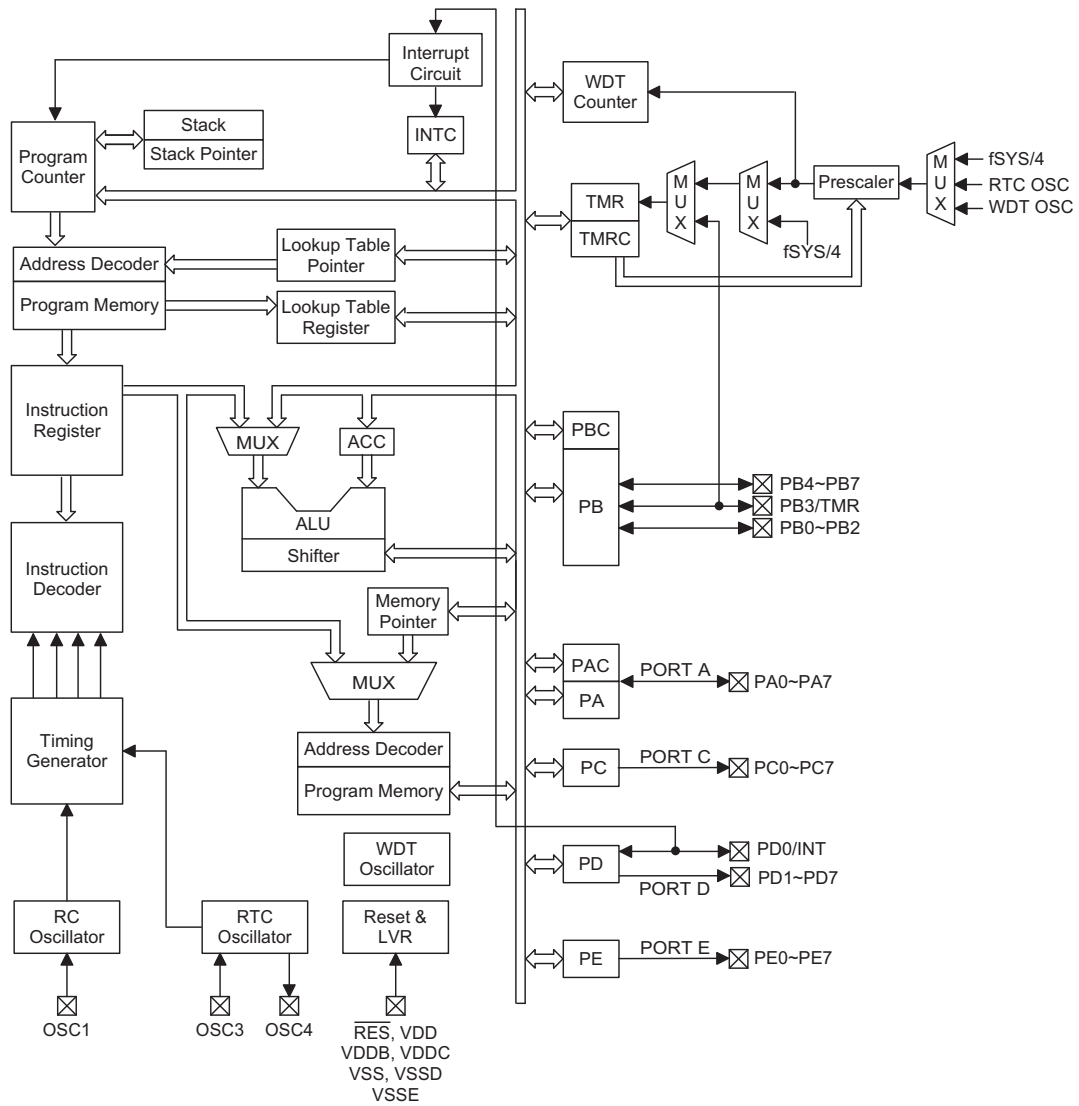 Interrupt
Circuit
Stack
Stack Pointer
INTC
Program
Counter
WDT
Counter
fSYS/4
RTC OSC
WDT OSC
M
U
X
Prescaler
M
U
X
fSYS/4
M
U
X
TMR
TMRC
Address Decoder
Program Memory
Lookup Table
Pointer
Lookup Table
Register
Instruction
Register
MUX
ACC
ALU
Shifter
PBC
PB
PB4~PB7
PB3/TMR
PB0~PB2
Instruction
Decoder
Memory
Pointer
MUX
PAC
PA
PORT A
PA0~PA7
Timing
Generator
Address Decoder
Program Memory
PC
PORT C
PC0~PC7
WDT
Oscillator
PD
PORT D
PD0/INT
PD1~PD7
RC
Oscillator
RTC
Oscillator
Reset &
LVR
PE
PORT E
PE0~PE7
OSC1
OSC3
OSC4
RES, VDD
VDDB, VDDC
VSS, VSSD
VSSE